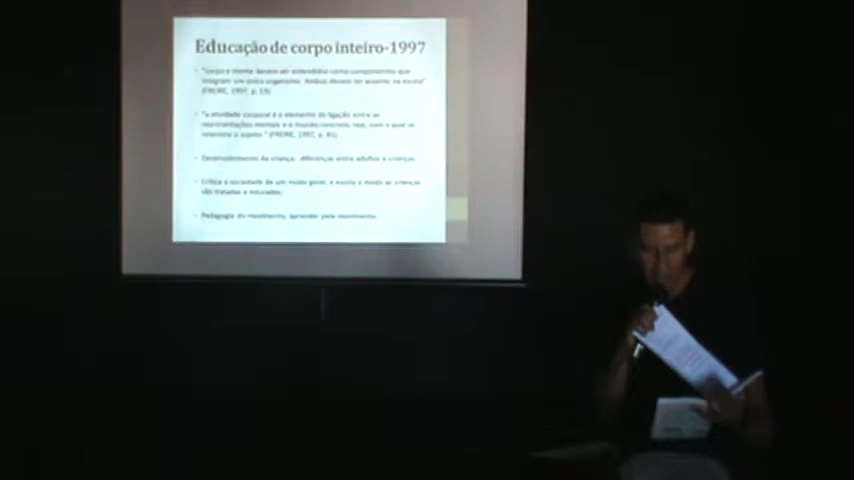 Educação de corpo inteiro-1997
"corpo e mente devem ser entendidos como componentes que
integram um único organismo. Ambos devem ter assento na escola"
(FREIRE, 1997, p. 13)
"a atividade corporal é o elemento de ligação entre as
representações mentais e o mundo concreto, real, com o qual se
relaciona o sujeito." (FREIRE, 1997, p. 81)
Desenvolvimento da criança, diferenças entre adultos e crianças.
Crítica à sociedade de um modo geral, a escola o modo as crianças
são tratadas e educadas;
Pedagogia do movimento, aprender pelo movimento.